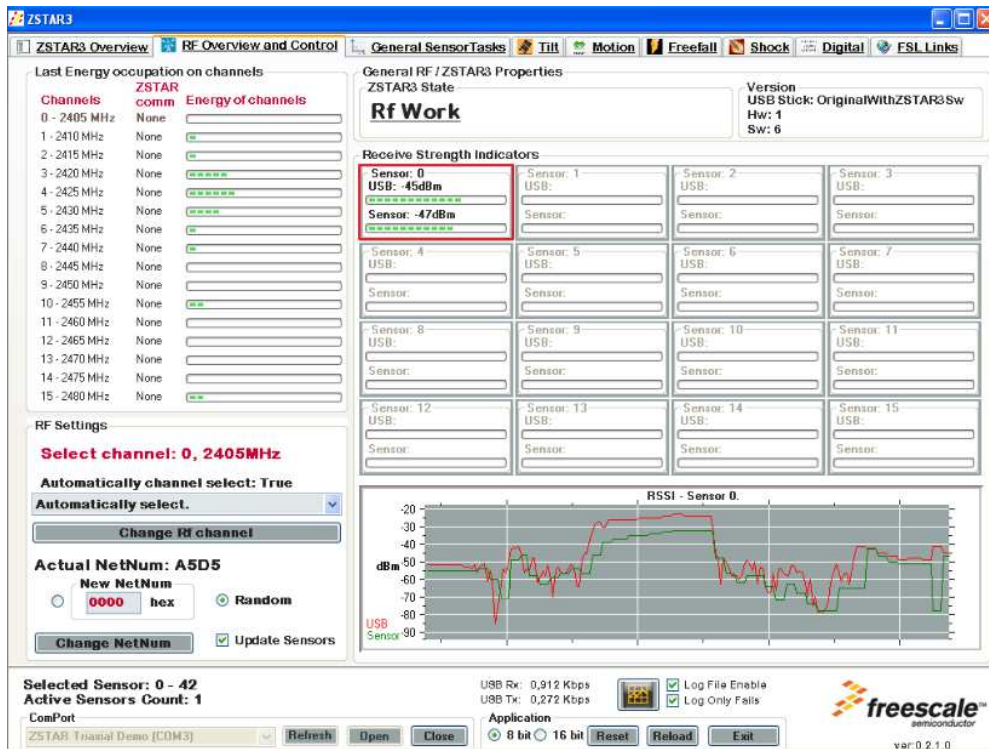 ZSTAR3
ZSTAR3 Overview RF Overview and Control General SensorTasks Tilt Motion Freefall Shock Digital FSL Links
Last Energy occupation on channels
Channels ZSTAR comm Energy of channels
0 - 2405 MHz None
1 - 2410 MHz None
2 - 2415 MHz None
3 - 2420 MHz None
4 - 2425 MHz None
5 - 2430 MHz None
6 - 2435 MHz None
7 - 2440 MHz None
8 - 2445 MHz None
9 - 2450 MHz None
10 - 2455 MHz None
11 - 2460 MHz None
12 - 2465 MHz None
13 - 2470 MHz None
14 - 2475 MHz None
15 - 2480 MHz None
RF Settings
Select channel: 0, 2405MHz
Automatically channel select: True
Automatically select.
Change Rf channel
Actual NetNum: A5D5
New NetNum
0000 hex Random
Change NetNum Update Sensors
General RF / ZSTAR3 Properties
ZSTAR3 State
Rf Work
Version
USB Stick: OriginalWithZSTAR3Sw
Hw: 1
Sw: 6
Receive Strength Indicators
Sensor: 0 Sensor: 1 Sensor: 2 Sensor: 3
USB: -45dBm USB: USB: USB:
Sensor: -47dBm Sensor: Sensor: Sensor:
Sensor: 4 Sensor: 5 Sensor: 6 Sensor: 7
USB: USB: USB: USB:
Sensor: Sensor: Sensor: Sensor:
Sensor: 8 Sensor: 9 Sensor: 10 Sensor: 11
USB: USB: USB: USB:
Sensor: Sensor: Sensor: Sensor:
Sensor: 12 Sensor: 13 Sensor: 14 Sensor: 15
USB: USB: USB: USB:
Sensor: Sensor: Sensor: Sensor:
RSSI - Sensor 0.
-20
-30
-40
dBm -50
-60
-70
-80
USB
Sensor -90
Selected Sensor: 0 - 42
Active Sensors Count: 1
ComPort
ZSTAR Triaxial Demo (COM3) Refresh Open Close
USB Rx: 0,912 Kbps
USB Tx: 0,272 Kbps
Log File Enable
Log Only Fails
Application
8 bit 16 bit Reset Reload Exit
freescale™
semiconductor
ver:0.2.1.0